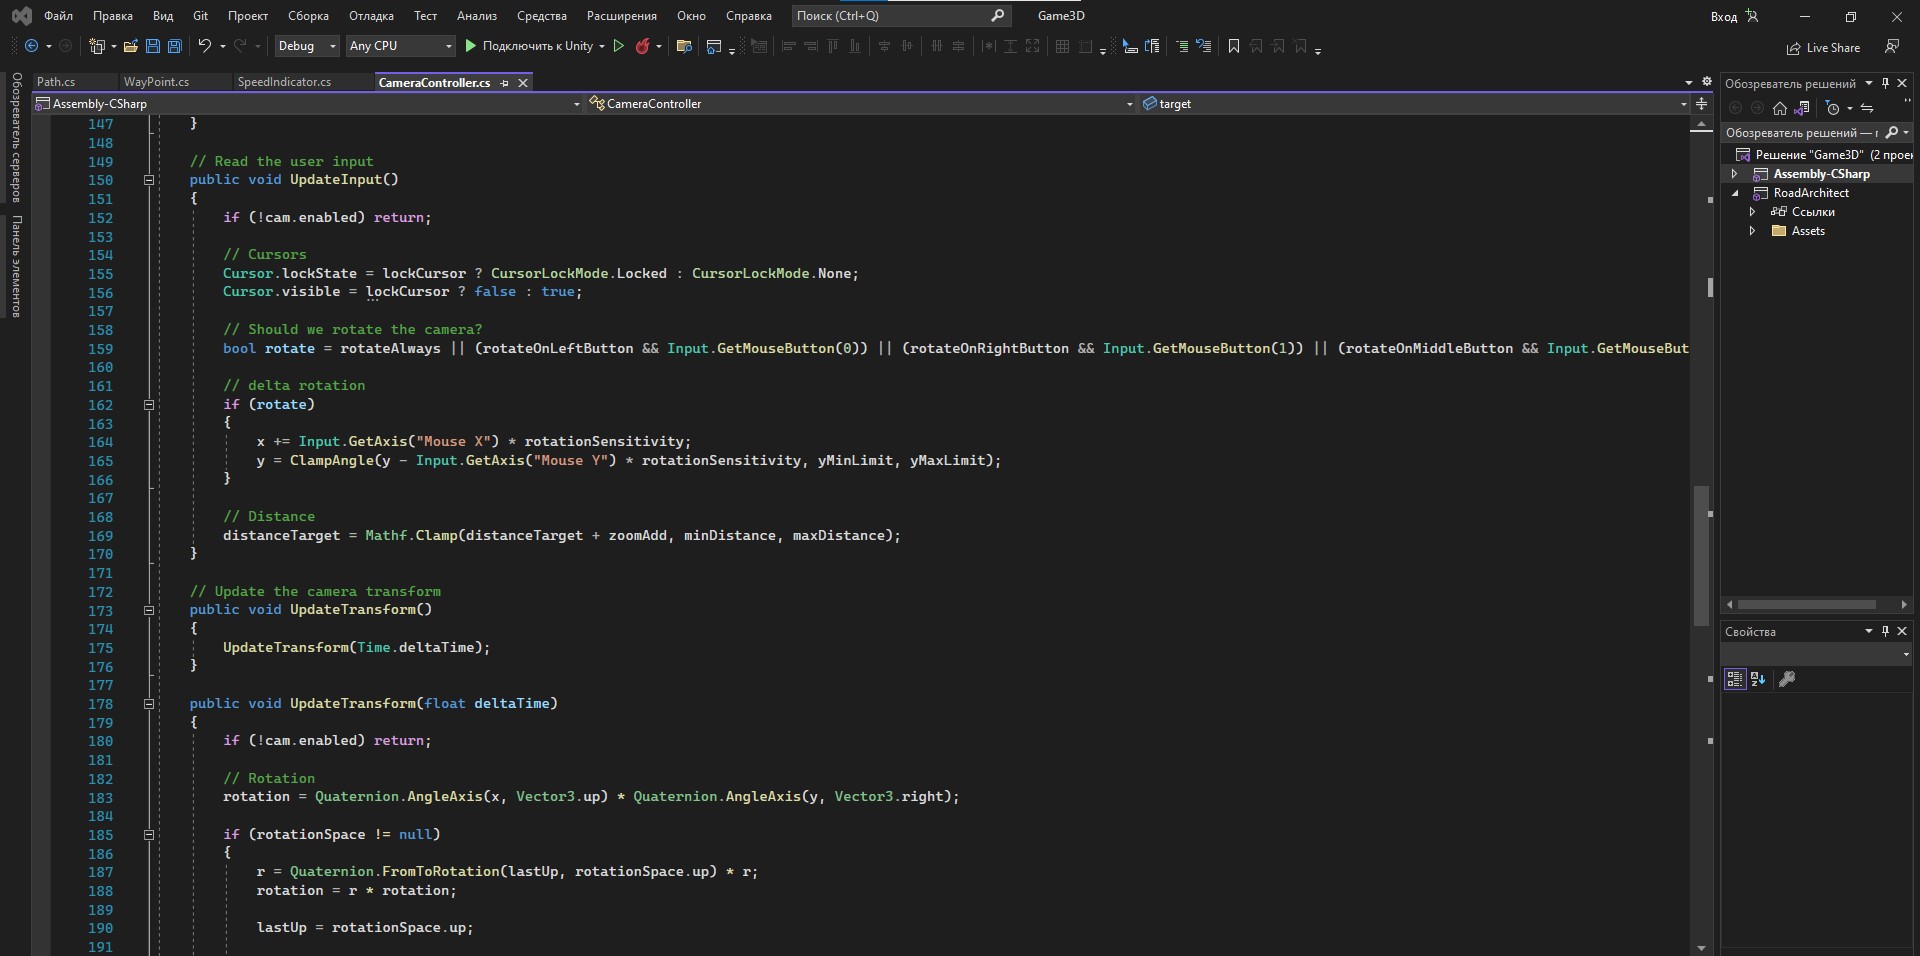 Файл Правка Вид Git Проект Сборка Отладка Тест Анализ Средства Расширения Окно Справка Поиск (Ctrl+Q) Game3D Вход
Debug Any CPU Подключить к Unity Live Share
Обозреватель серверов
Панель элементов
Path.cs WayPoint.cs SpeedIndicator.cs CameraController.cs
Assembly-CSharp CameraController target
147 }
148
149 // Read the user input
150 public void UpdateInput()
151 {
152 if (!cam.enabled) return;
153
154 // Cursors
155 Cursor.lockState = lockCursor ? CursorLockMode.Locked : CursorLockMode.None;
156 Cursor.visible = lockCursor ? false : true;
157
158 // Should we rotate the camera?
159 bool rotate = rotateAlways || (rotateOnLeftButton && Input.GetMouseButton(0)) || (rotateOnRightButton && Input.GetMouseButton(1)) || (rotateOnMiddleButton && Input.GetMouseBut
160
161 // delta rotation
162 if (rotate)
163 {
164 x += Input.GetAxis("Mouse X") * rotationSensitivity;
165 y = ClampAngle(y - Input.GetAxis("Mouse Y") * rotationSensitivity, yMinLimit, yMaxLimit);
166 }
167
168 // Distance
169 distanceTarget = Mathf.Clamp(distanceTarget + zoomAdd, minDistance, maxDistance);
170 }
171
172 // Update the camera transform
173 public void UpdateTransform()
174 {
175 UpdateTransform(Time.deltaTime);
176 }
177
178 public void UpdateTransform(float deltaTime)
179 {
180 if (!cam.enabled) return;
181
182 // Rotation
183 rotation = Quaternion.AngleAxis(x, Vector3.up) * Quaternion.AngleAxis(y, Vector3.right);
184
185 if (rotationSpace != null)
186 {
187 r = Quaternion.FromToRotation(lastUp, rotationSpace.up) * r;
188 rotation = r * rotation;
189
190 lastUp = rotationSpace.up;
191
Обозреватель решений
Обозреватель решений — г
Решение "Game3D" (2 проек
Assembly-CSharp
RoadArchitect
Ссылки
Assets
Свойства